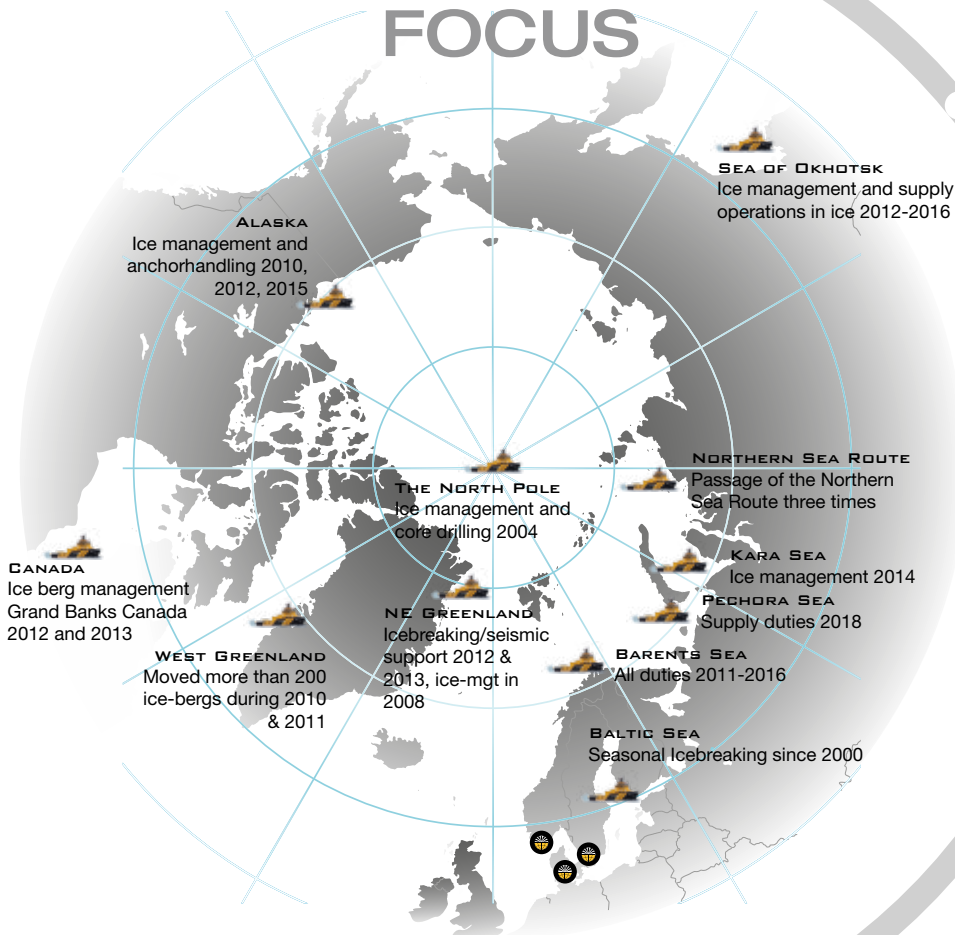 FOCUS
SEA OF OKHOTSK
Ice management and supply
operations in ice 2012-2016
ALASKA
Ice management and
anchorhandling 2010,
2012, 2015
NORTHERN SEA ROUTE
Passage of the Northern
Sea Route three times
THE NORTH POLE
Ice management and
core drilling 2004
KARA SEA
Ice management 2014
CANADA
Ice berg management
Grand Banks Canada
2012 and 2013
PECHORA SEA
Supply duties 2018
NE GREENLAND
Icebreaking/seismic
support 2012 &
2013, ice-mgt in
2008
WEST GREENLAND
Moved more than 200
ice-bergs during 2010
& 2011
BARENTS SEA
All duties 2011-2016
BALTIC SEA
Seasonal Icebreaking since 2000